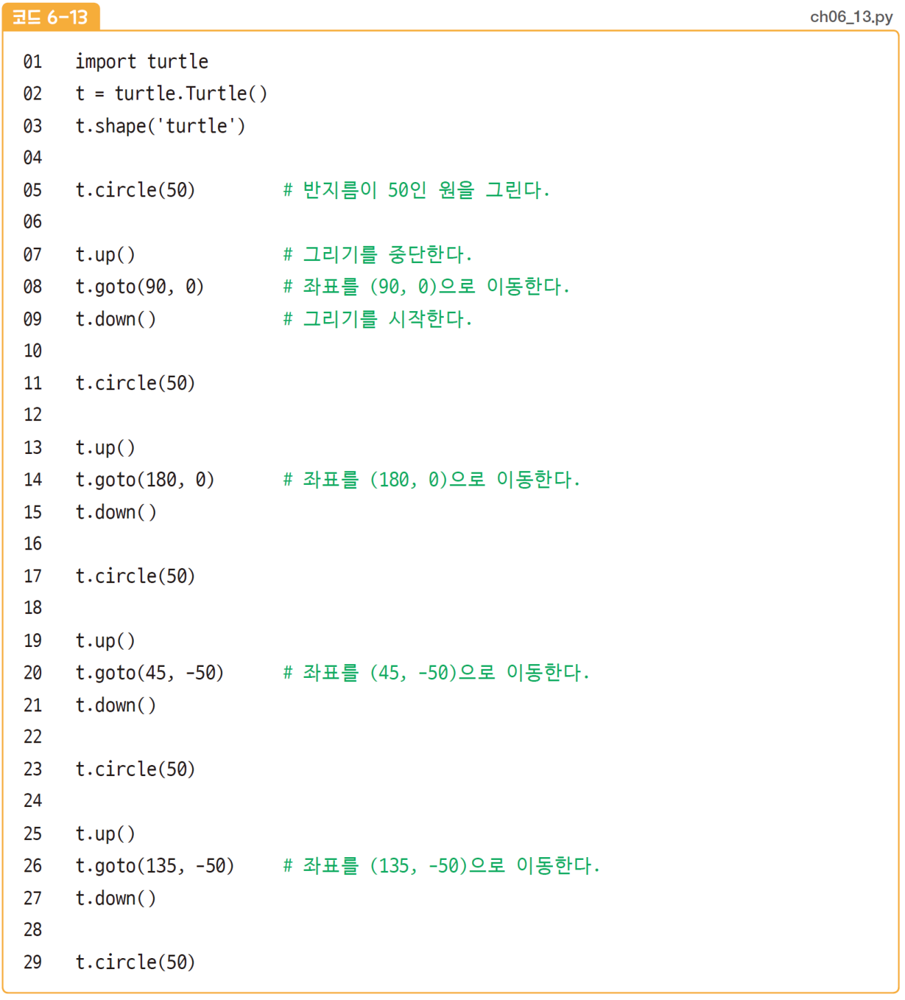 코드 6-13
ch06_13.py
01 import turtle
02 t = turtle.Turtle()
03 t.shape('turtle')
04
05 t.circle(50) # 반지름이 50인 원을 그린다.
06
07 t.up() # 그리기를 중단한다.
08 t.goto(90, 0) # 좌표를 (90, 0)으로 이동한다.
09 t.down() # 그리기를 시작한다.
10
11 t.circle(50)
12
13 t.up()
14 t.goto(180, 0) # 좌표를 (180, 0)으로 이동한다.
15 t.down()
16
17 t.circle(50)
18
19 t.up()
20 t.goto(45, -50) # 좌표를 (45, -50)으로 이동한다.
21 t.down()
22
23 t.circle(50)
24
25 t.up()
26 t.goto(135, -50) # 좌표를 (135, -50)으로 이동한다.
27 t.down()
28
29 t.circle(50)